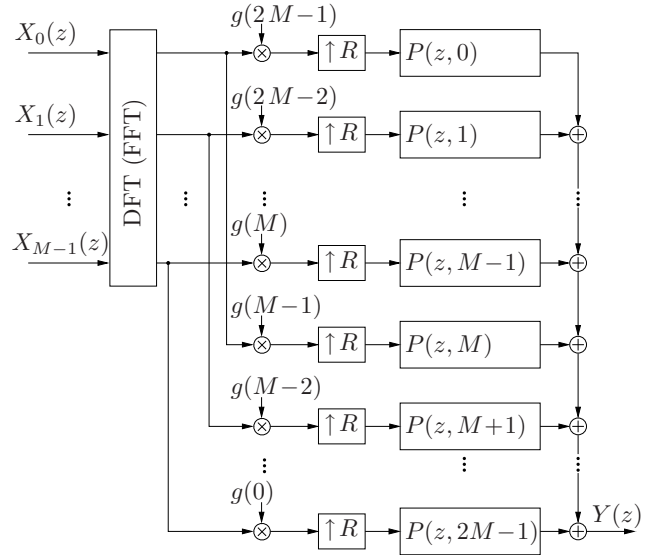 g(2M−1)
X_0(z) ↑R P(z,0)
g(2M−2)
X_1(z) ↑R P(z,1)
DFT (FFT)
g(M)
X_{M−1}(z) ↑R P(z,M−1)
g(M−1)
↑R P(z,M)
g(M−2)
↑R P(z,M+1)
g(0)
↑R P(z,2M−1) Y(z)